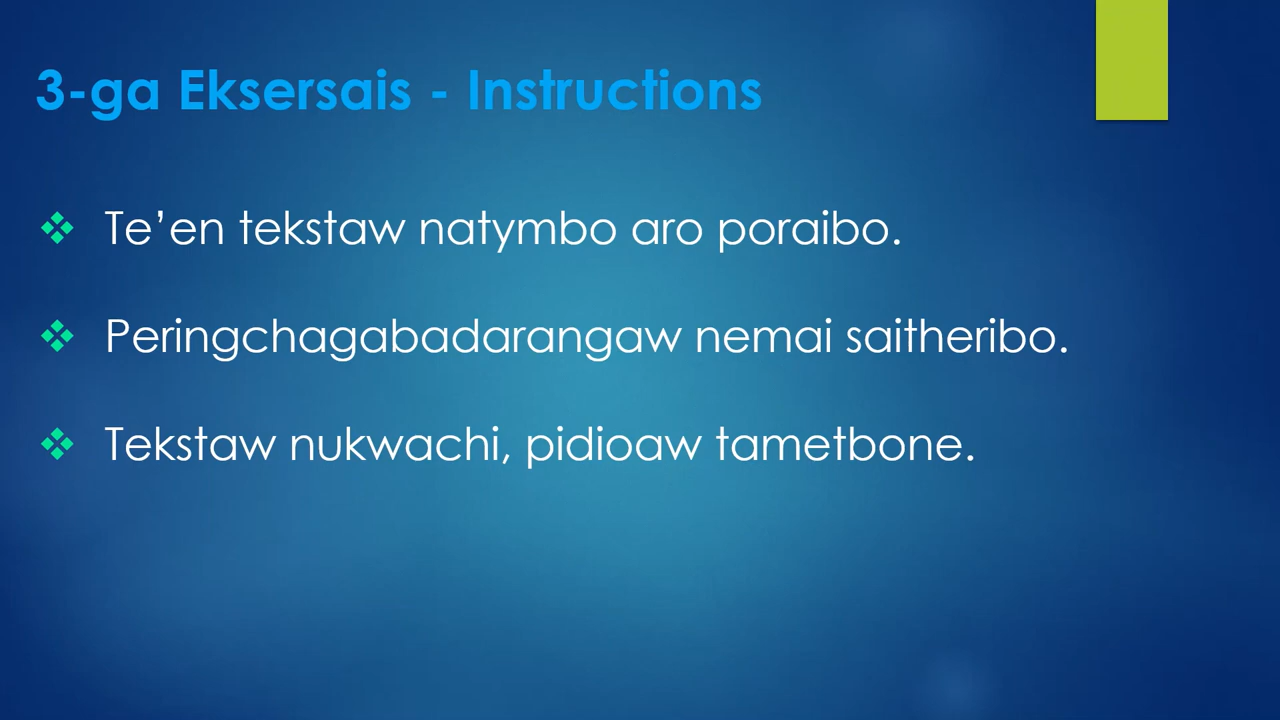 3-ga Eksersais - Instructions
Te’en tekstaw natymbo aro poraibo.
Peringchagabadarangaw nemai saitheribo.
Tekstaw nukwachi, pidioaw tametbone.